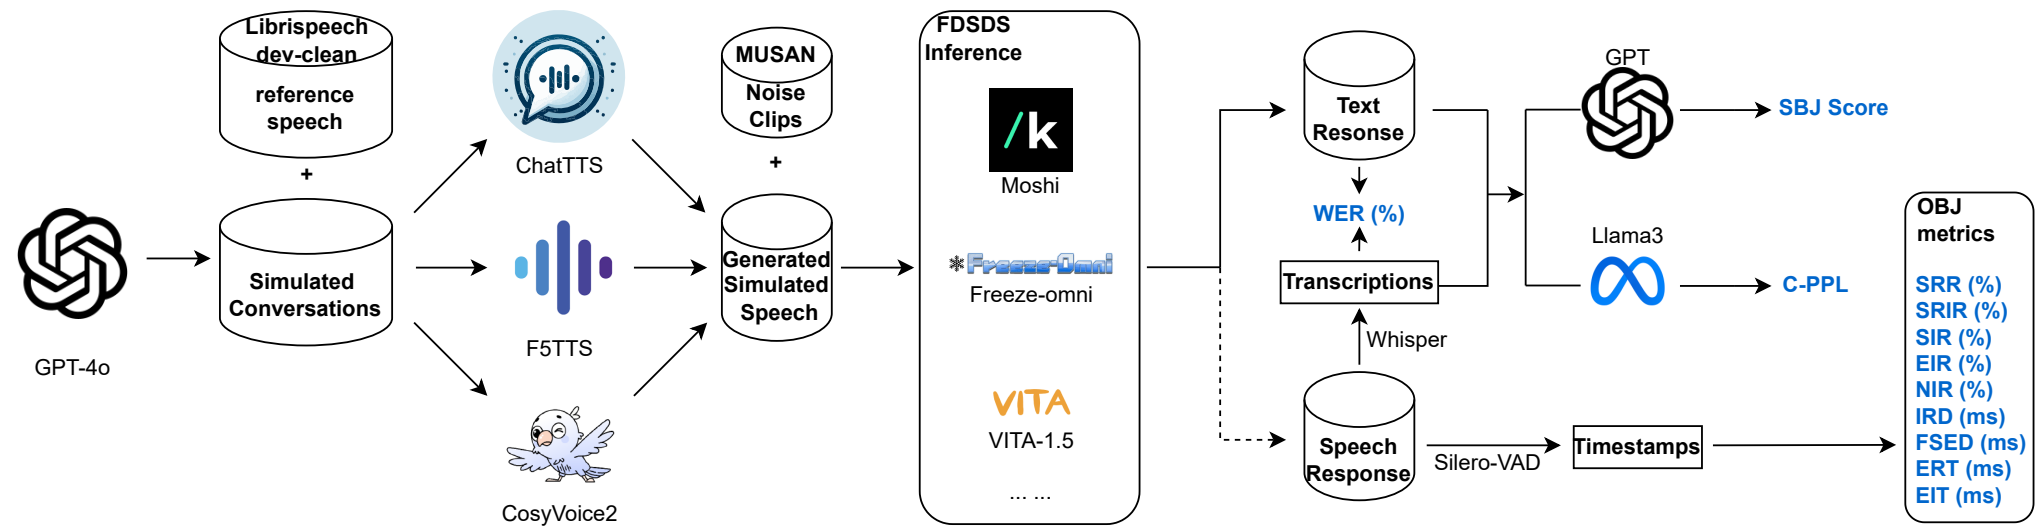 Librispeech
dev-clean
reference
speech
+
Simulated
Conversations
GPT-4o
ChatTTS
F5TTS
CosyVoice2
MUSAN
Noise
Clips
+
Generated
Simulated
Speech
FDSDS
Inference
/k
Moshi
Freeze-Omni
Freeze-omni
VITA
VITA-1.5
... ...
Text
Resonse
WER (%)
Transcriptions
Whisper
Speech
Response
Silero-VAD
Timestamps
GPT
SBJ Score
Llama3
C-PPL
OBJ
metrics
SRR (%)
SRIR (%)
SIR (%)
EIR (%)
NIR (%)
IRD (ms)
FSED (ms)
ERT (ms)
EIT (ms)